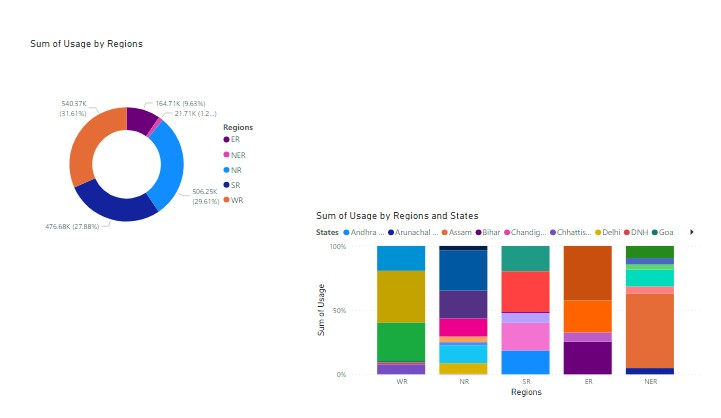 Sum of Usage by Regions
540.37K
(31.61%)
164.71K (9.63%)
21.71K (1.2...)
506.25K
(29.61%)
476.68K (27.88%)
Regions
ER
NER
NR
SR
WR
Sum of Usage by Regions and States
States Andhra ... Arunachal ... Assam Bihar Chandig... Chhattis... Delhi DNH Goa
100%
50%
0%
Sum of Usage
WR NR SR ER NER
Regions